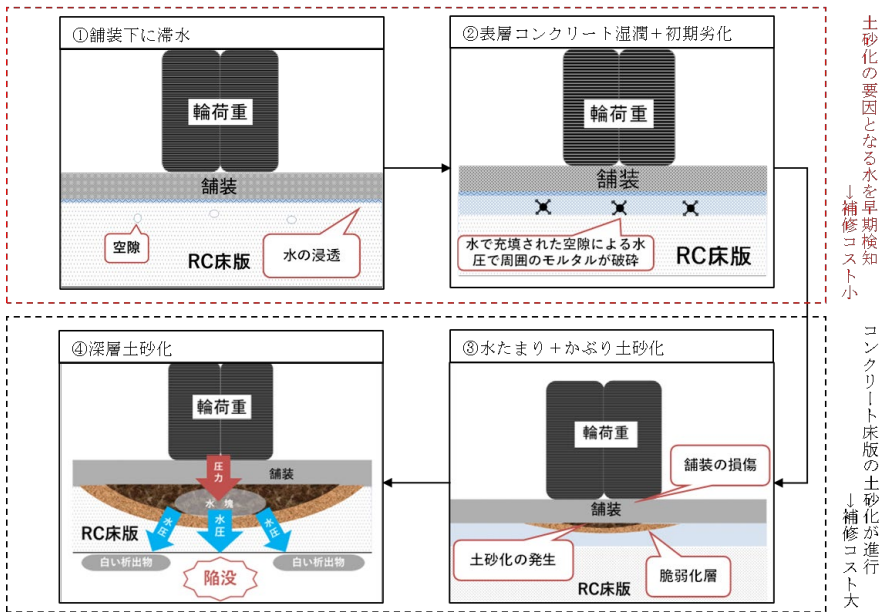 ①舗装下に滞水
輪荷重
舗装
空隙
水の浸透
RC床版
②表層コンクリート湿潤＋初期劣化
輪荷重
舗装
水で充填された空隙による水
圧で周囲のモルタルが破砕
RC床版
土砂化の要因となる水を早期検知
→補修コスト小
③水たまり＋かぶり土砂化
輪荷重
舗装の損傷
舗装
土砂化の発生
脆弱化層
RC床版
④深層土砂化
輪荷重
圧力
舗装
水塊
RC床版
水圧
水圧
水圧
白い析出物
陥没
白い析出物
コンクリート床版の土砂化が進行
→補修コスト大